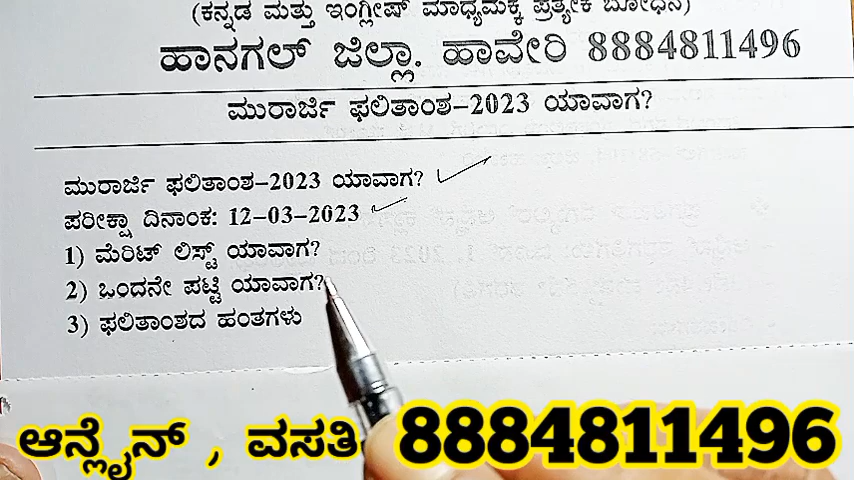 (ಕನ್ನಡ ಮತ್ತು ಇಂಗ್ಲೀಷ್ ಮಾಧ್ಯಮಕ್ಕೆ ಪ್ರತ್ಯೇಕ ಬೋಧನೆ)
ಹಾನಗಲ್ ಜಿಲ್ಲಾ. ಹಾವೇರಿ 8884811496
ಮುರಾರ್ಜಿ ಫಲಿತಾಂಶ-2023 ಯಾವಾಗ?
ಮುರಾರ್ಜಿ ಫಲಿತಾಂಶ-2023 ಯಾವಾಗ?
ಪರೀಕ್ಷಾ ದಿನಾಂಕ: 12-03-2023
1) ಮೆರಿಟ್ ಲಿಸ್ಟ್ ಯಾವಾಗ?
2) ಒಂದನೇ ಪಟ್ಟಿ ಯಾವಾಗ?
3) ಫಲಿತಾಂಶದ ಹಂತಗಳು
ಆನ್ಲೈನ್ , ವಸತಿ 8884811496